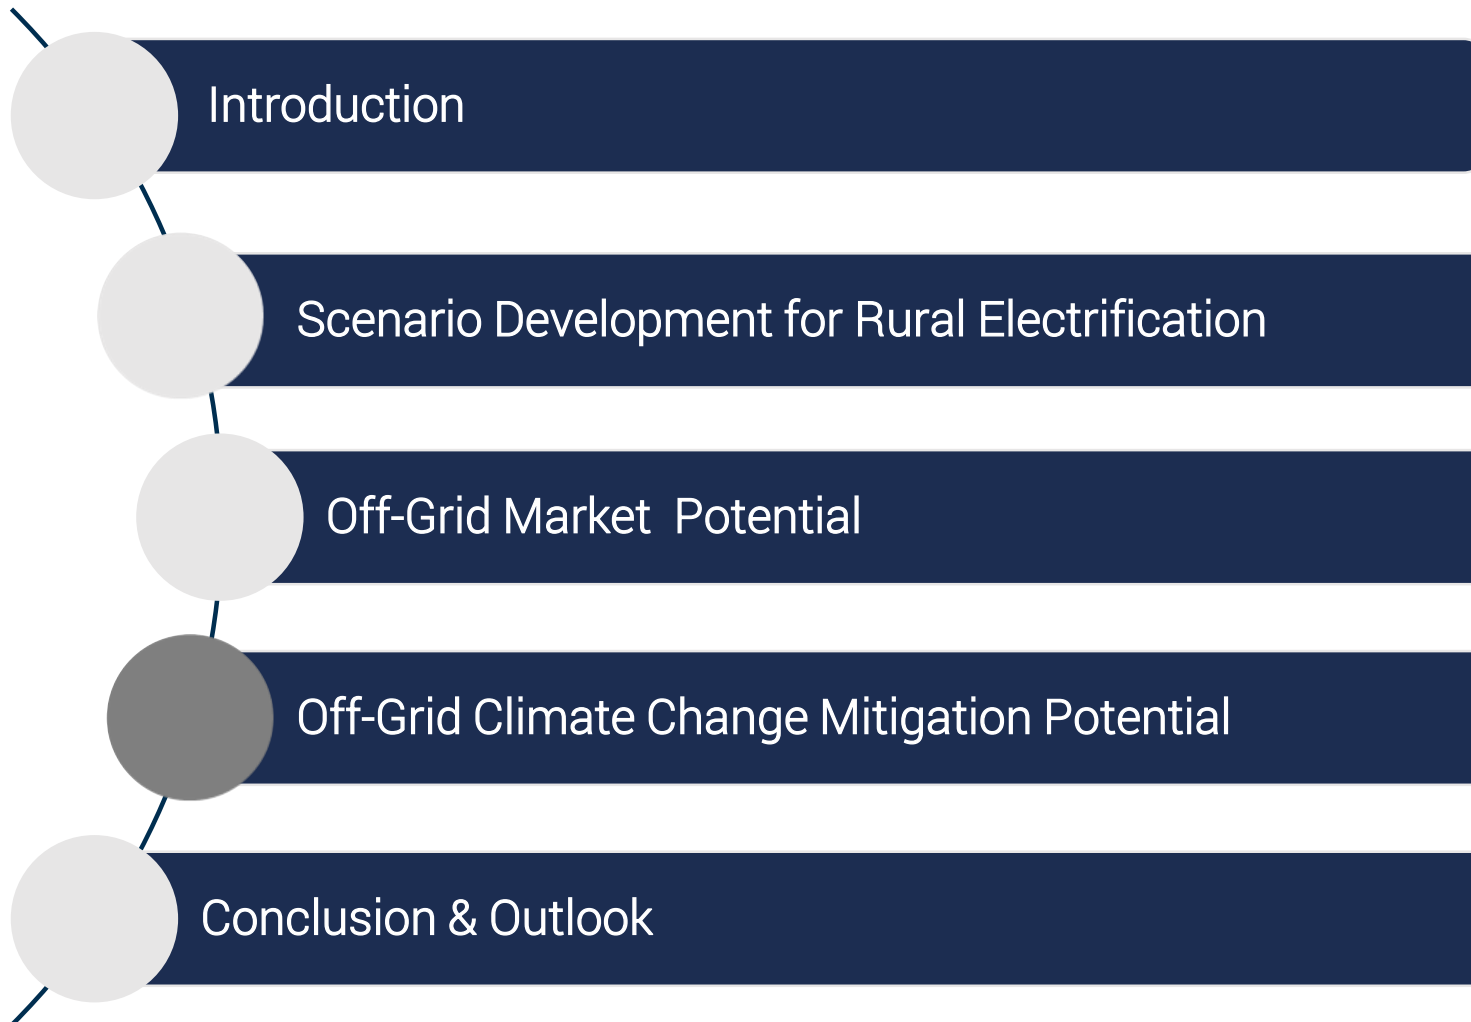 Introduction
Scenario Development for Rural Electrification
Off-Grid Market  Potential
Off-Grid Climate Change Mitigation Potential
Conclusion & Outlook